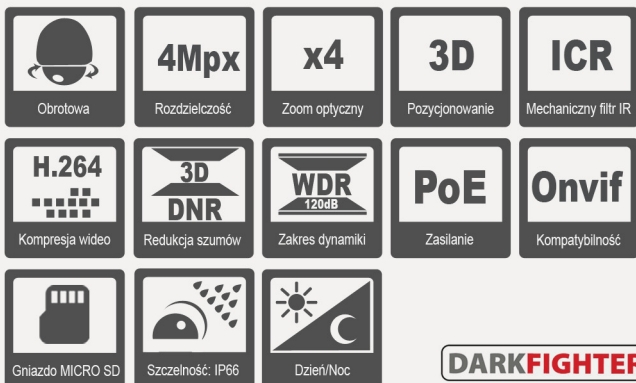 Obrotowa
4Mpx
Rozdzielczość
x4
Zoom optyczny
3D
Pozycjonowanie
ICR
Mechaniczny filtr IR
H.264
Kompresja wideo
3D
DNR
Redukcja szumów
WDR
120dB
Zakres dynamiki
PoE
Zasilanie
Onvif
Kompatybilność
Gniazdo MICRO SD
Szczelność: IP66
Dzień/Noc
DARKFIGHTER